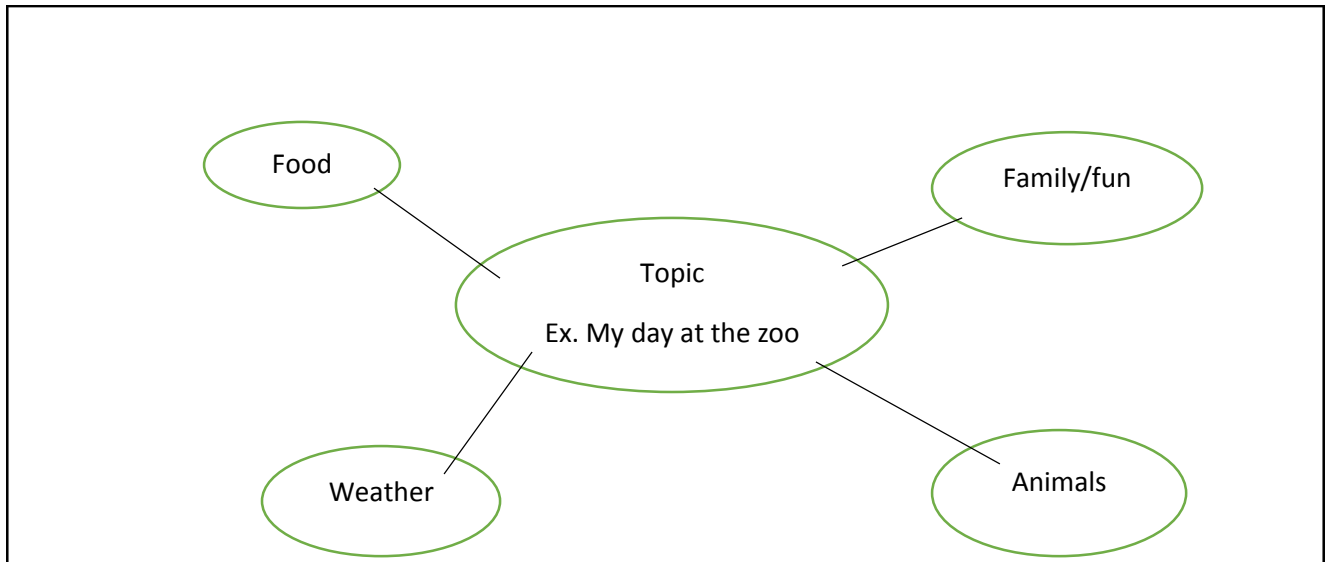 Food
Family/fun
Topic
Ex. My day at the zoo
Weather
Animals